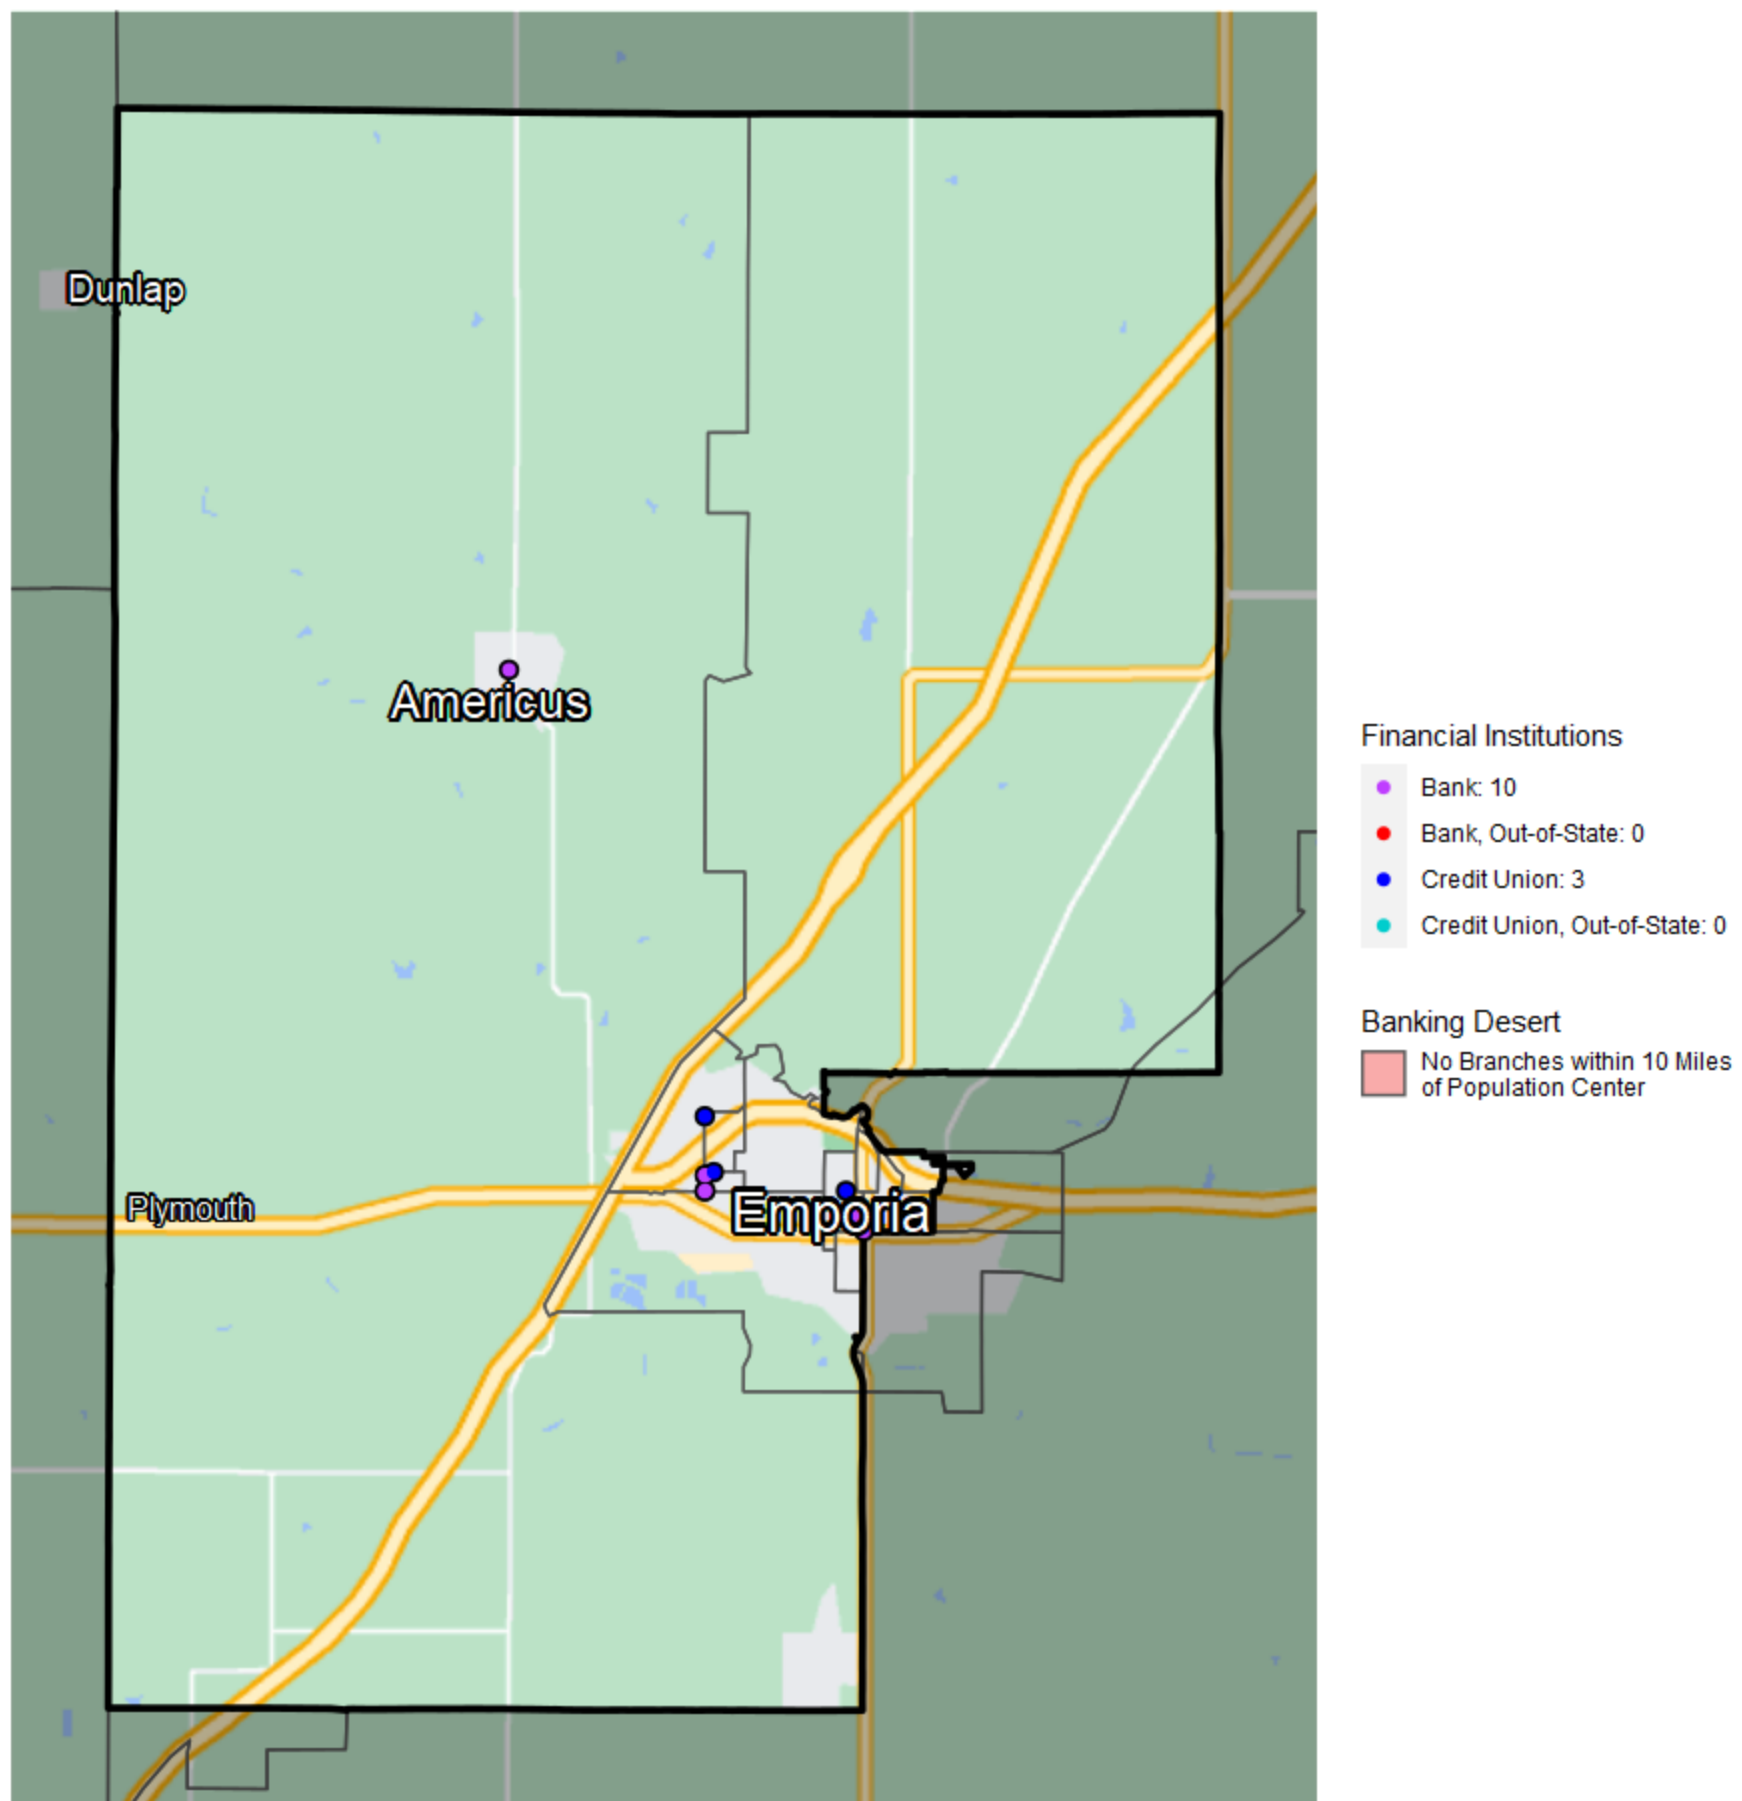 Dunlap
Americus
Plymouth
Emporia
Financial Institutions
Bank: 10
Bank, Out-of-State: 0
Credit Union: 3
Credit Union, Out-of-State: 0
Banking Desert
No Branches within 10 Miles
of Population Center